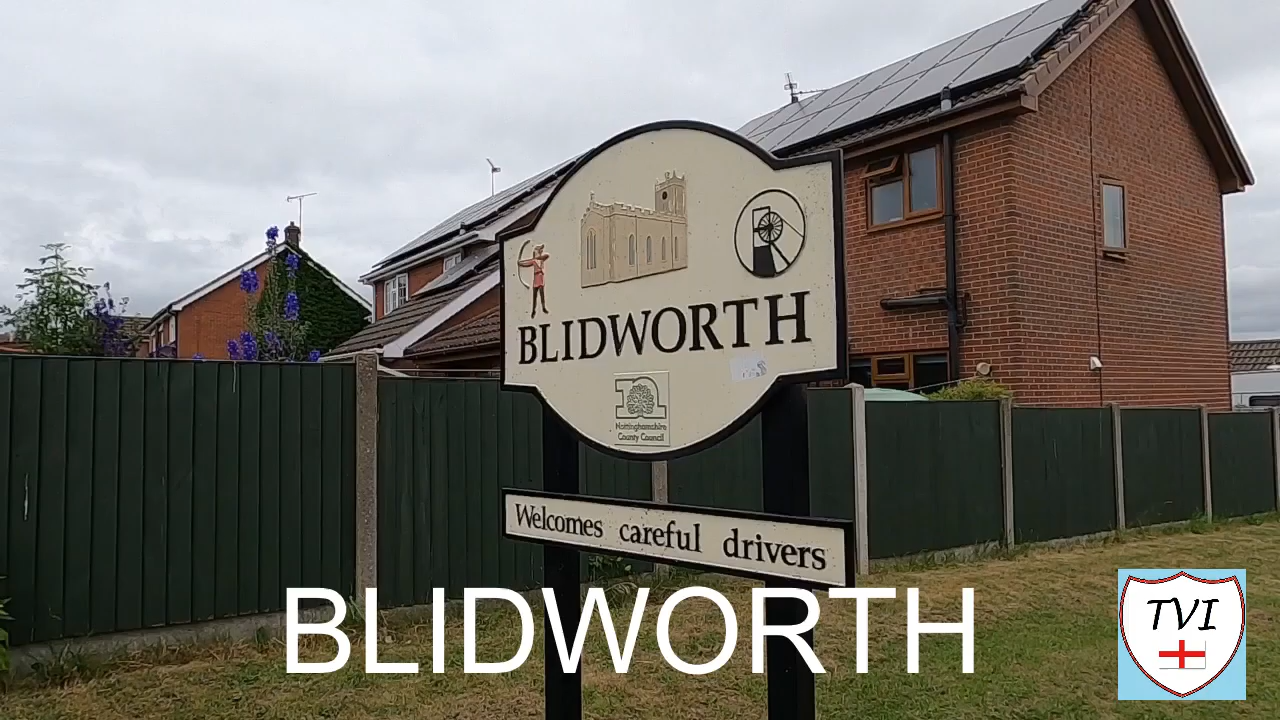 BLIDWORTH
Nottinghamshire
County Council
Welcomes careful drivers
BLIDWORTH
TVI